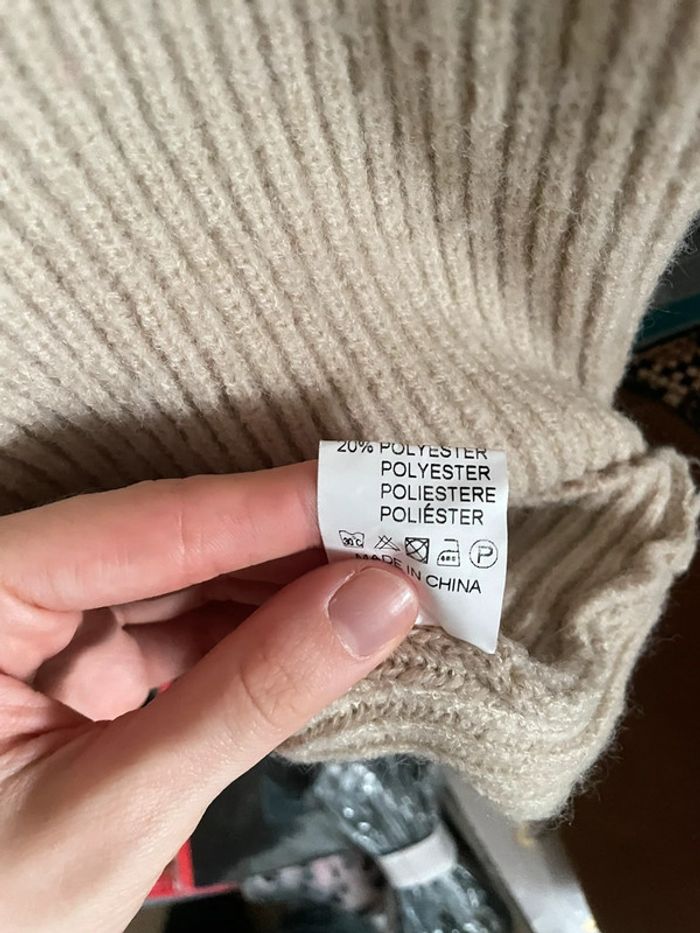 20% POLYESTER
POLYESTER
POLIESTERE
POLIÉSTER
30°C P
MADE IN CHINA